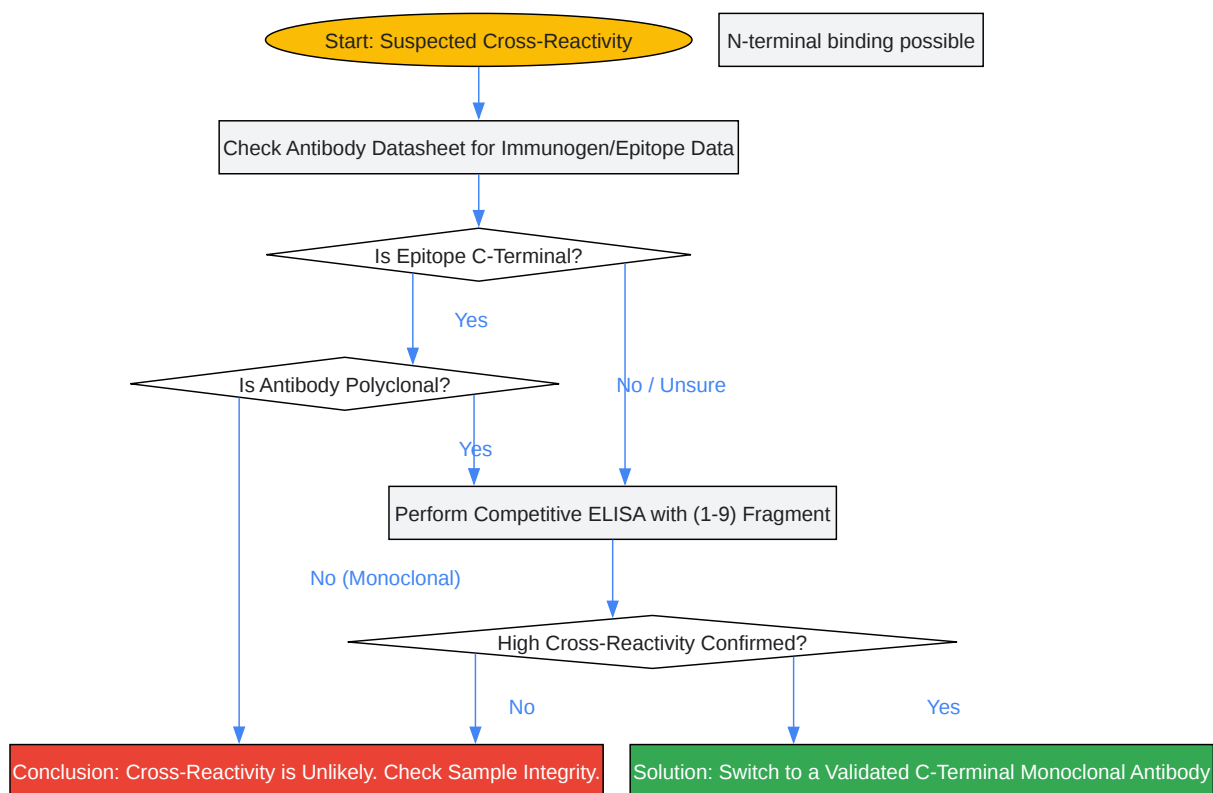 Start: Suspected Cross-Reactivity
N-terminal binding possible
Check Antibody Datasheet for Immunogen/Epitope Data
Is Epitope C-Terminal?
Yes
Is Antibody Polyclonal?
No / Unsure
Yes
Perform Competitive ELISA with (1-9) Fragment
No (Monoclonal)
High Cross-Reactivity Confirmed?
No
Yes
Conclusion: Cross-Reactivity is Unlikely. Check Sample Integrity.
Solution: Switch to a Validated C-Terminal Monoclonal Antibody